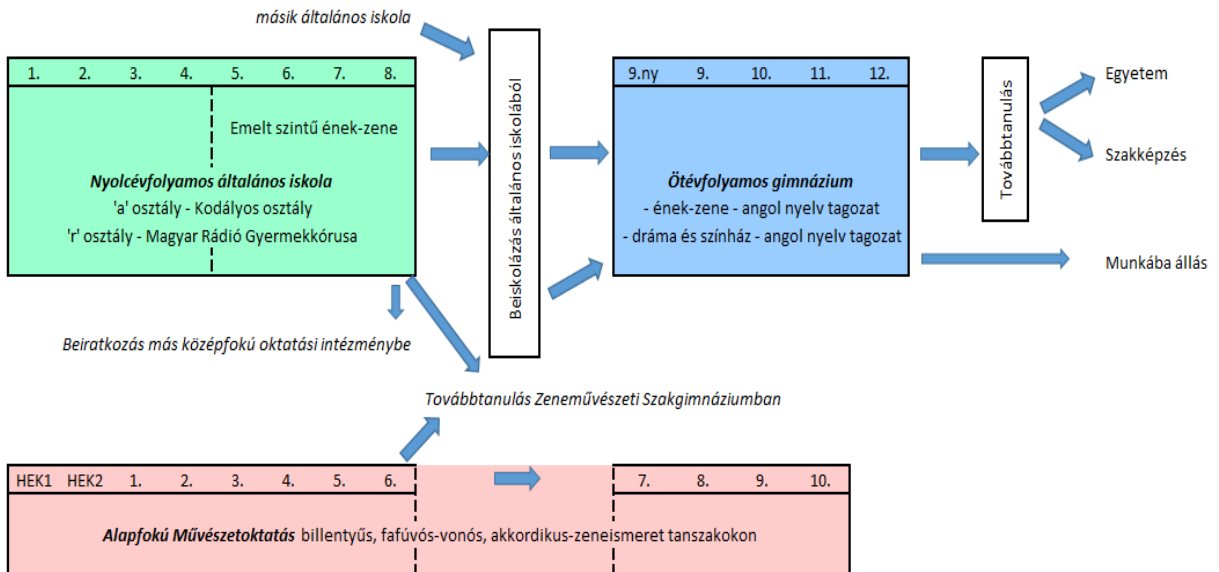 másik általános iskola
1. 2. 3. 4. 5. 6. 7. 8.
Emelt szintű ének-zene
Nyolcévfolyamos általános iskola
'a' osztály - Kodályos osztály
'r' osztály - Magyar Rádió Gyermekkórusa
Beiskolázás általános iskolából
9.ny 9. 10. 11. 12.
Ötévfolyamos gimnázium
- ének-zene - angol nyelv tagozat
- dráma és színház - angol nyelv tagozat
Továbbtanulás
Egyetem
Szakképzés
Munkába állás
Beiratkozás más középfokú oktatási intézménybe
Továbbtanulás Zeneművészeti Szakgimnáziumban
HEK1 HEK2 1. 2. 3. 4. 5. 6. 7. 8. 9. 10.
Alapfokú Művészetoktatás billentyűs, fafúvós-vonós, akkordikus-zeneismeret tanszakokon